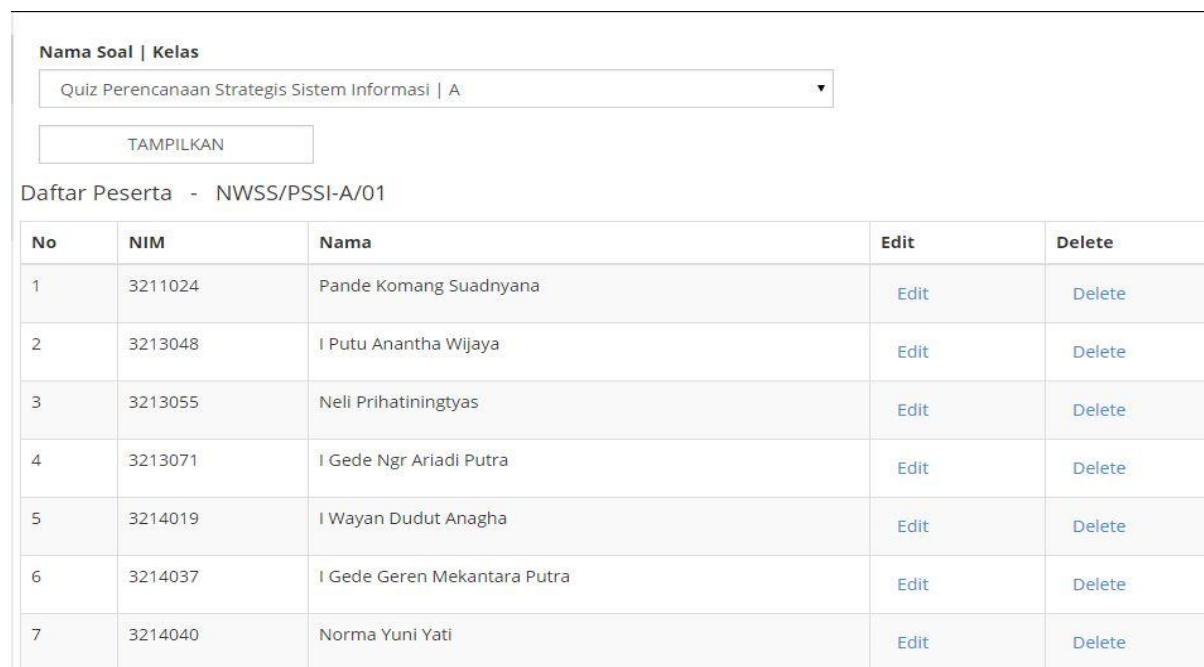 Nama Soal | Kelas
Quiz Perencanaan Strategis Sistem Informasi | A
TAMPILKAN
Daftar Peserta - NWSS/PSSI-A/01
No NIM Nama Edit Delete
1 3211024 Pande Komang Suadnyana Edit Delete
2 3213048 I Putu Anantha Wijaya Edit Delete
3 3213055 Neli Prihatiningtyas Edit Delete
4 3213071 I Gede Ngr Ariadi Putra Edit Delete
5 3214019 I Wayan Dudut Anagha Edit Delete
6 3214037 I Gede Geren Mekantara Putra Edit Delete
7 3214040 Norma Yuni Yati Edit Delete